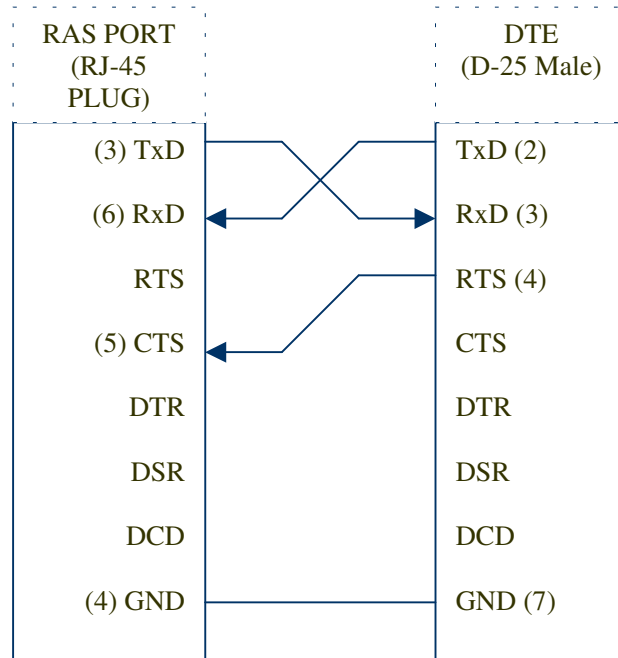 RAS PORT
(RJ-45
PLUG)
DTE
(D-25 Male)
(3) TxD
TxD (2)
(6) RxD
RxD (3)
RTS
RTS (4)
(5) CTS
CTS
DTR
DTR
DSR
DSR
DCD
DCD
(4) GND
GND (7)